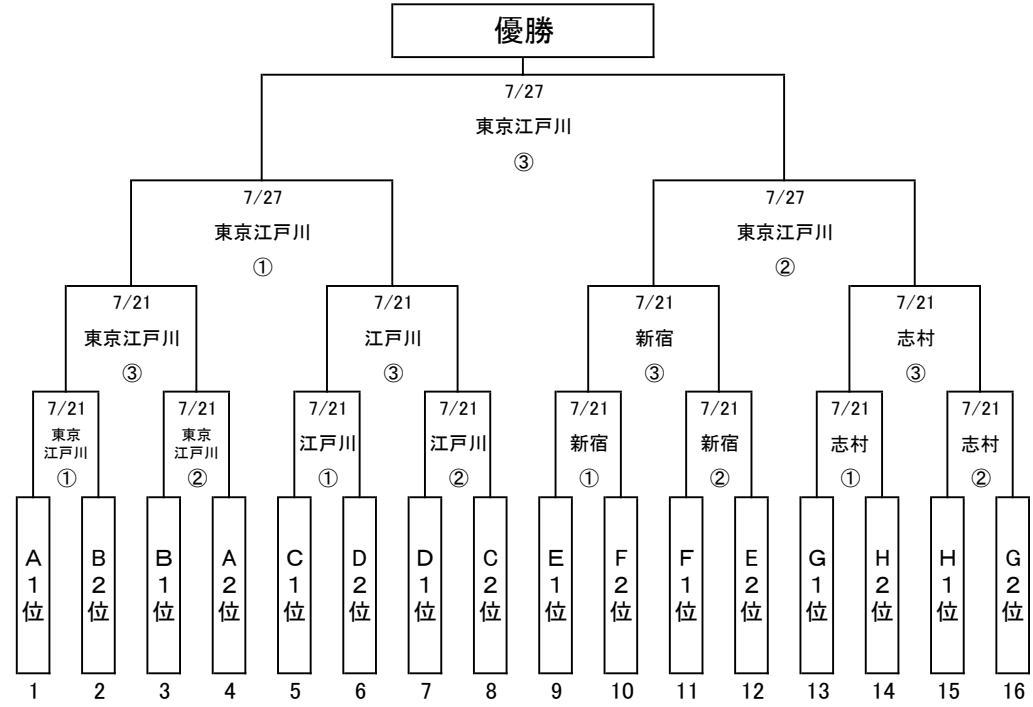 優勝
7/27
東京江戸川
③
7/27
東京江戸川
①
7/27
東京江戸川
②
7/21
東京江戸川
③
7/21
江戸川
③
7/21
新宿
③
7/21
志村
③
7/21
東京
江戸川
①
7/21
東京
江戸川
②
7/21
江戸川
①
7/21
江戸川
②
7/21
新宿
①
7/21
新宿
②
7/21
志村
①
7/21
志村
②
A1位
B2位
B1位
A2位
C1位
D2位
D1位
C2位
E1位
F2位
F1位
E2位
G1位
H2位
H1位
G2位
1 2 3 4 5 6 7 8 9 10 11 12 13 14 15 16